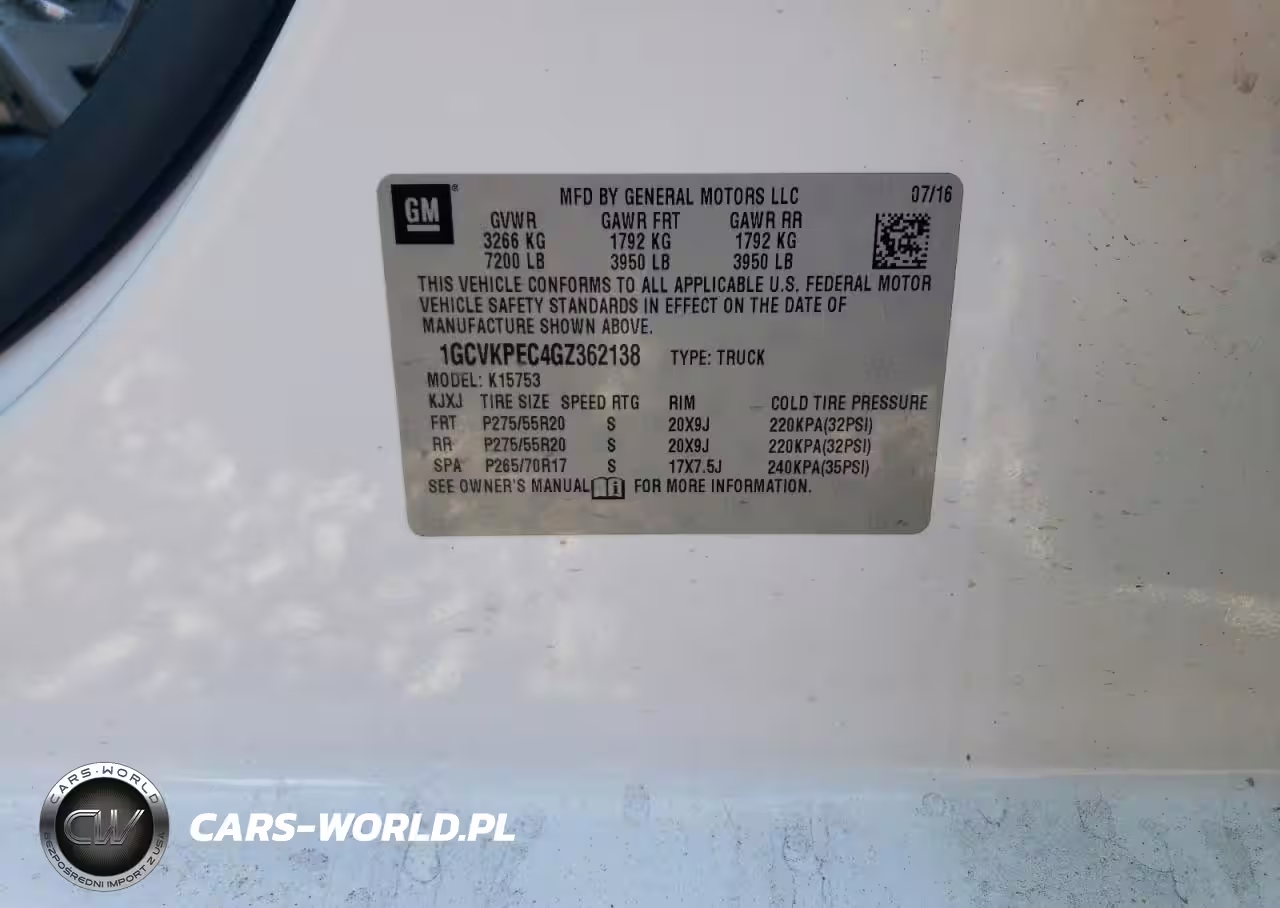 GM®
MFD BY GENERAL MOTORS LLC 07/16
GVWR GAWR FRT GAWR RR
3266 KG 1792 KG 1792 KG
7200 LB 3950 LB 3950 LB
THIS VEHICLE CONFORMS TO ALL APPLICABLE U.S. FEDERAL MOTOR
VEHICLE SAFETY STANDARDS IN EFFECT ON THE DATE OF
MANUFACTURE SHOWN ABOVE.
1GCVKPEC4GZ362138 TYPE: TRUCK
MODEL: K15753
KJXJ TIRE SIZE SPEED RTG RIM COLD TIRE PRESSURE
FRT P275/55R20 S 20X9J 220KPA(32PSI)
RR P275/55R20 S 20X9J 220KPA(32PSI)
SPA P265/70R17 S 17X7.5J 240KPA(35PSI)
SEE OWNER'S MANUAL i FOR MORE INFORMATION.
CARS-WORLD
CW
BEZPOŚREDNI IMPORT Z USA
CARS-WORLD.PL